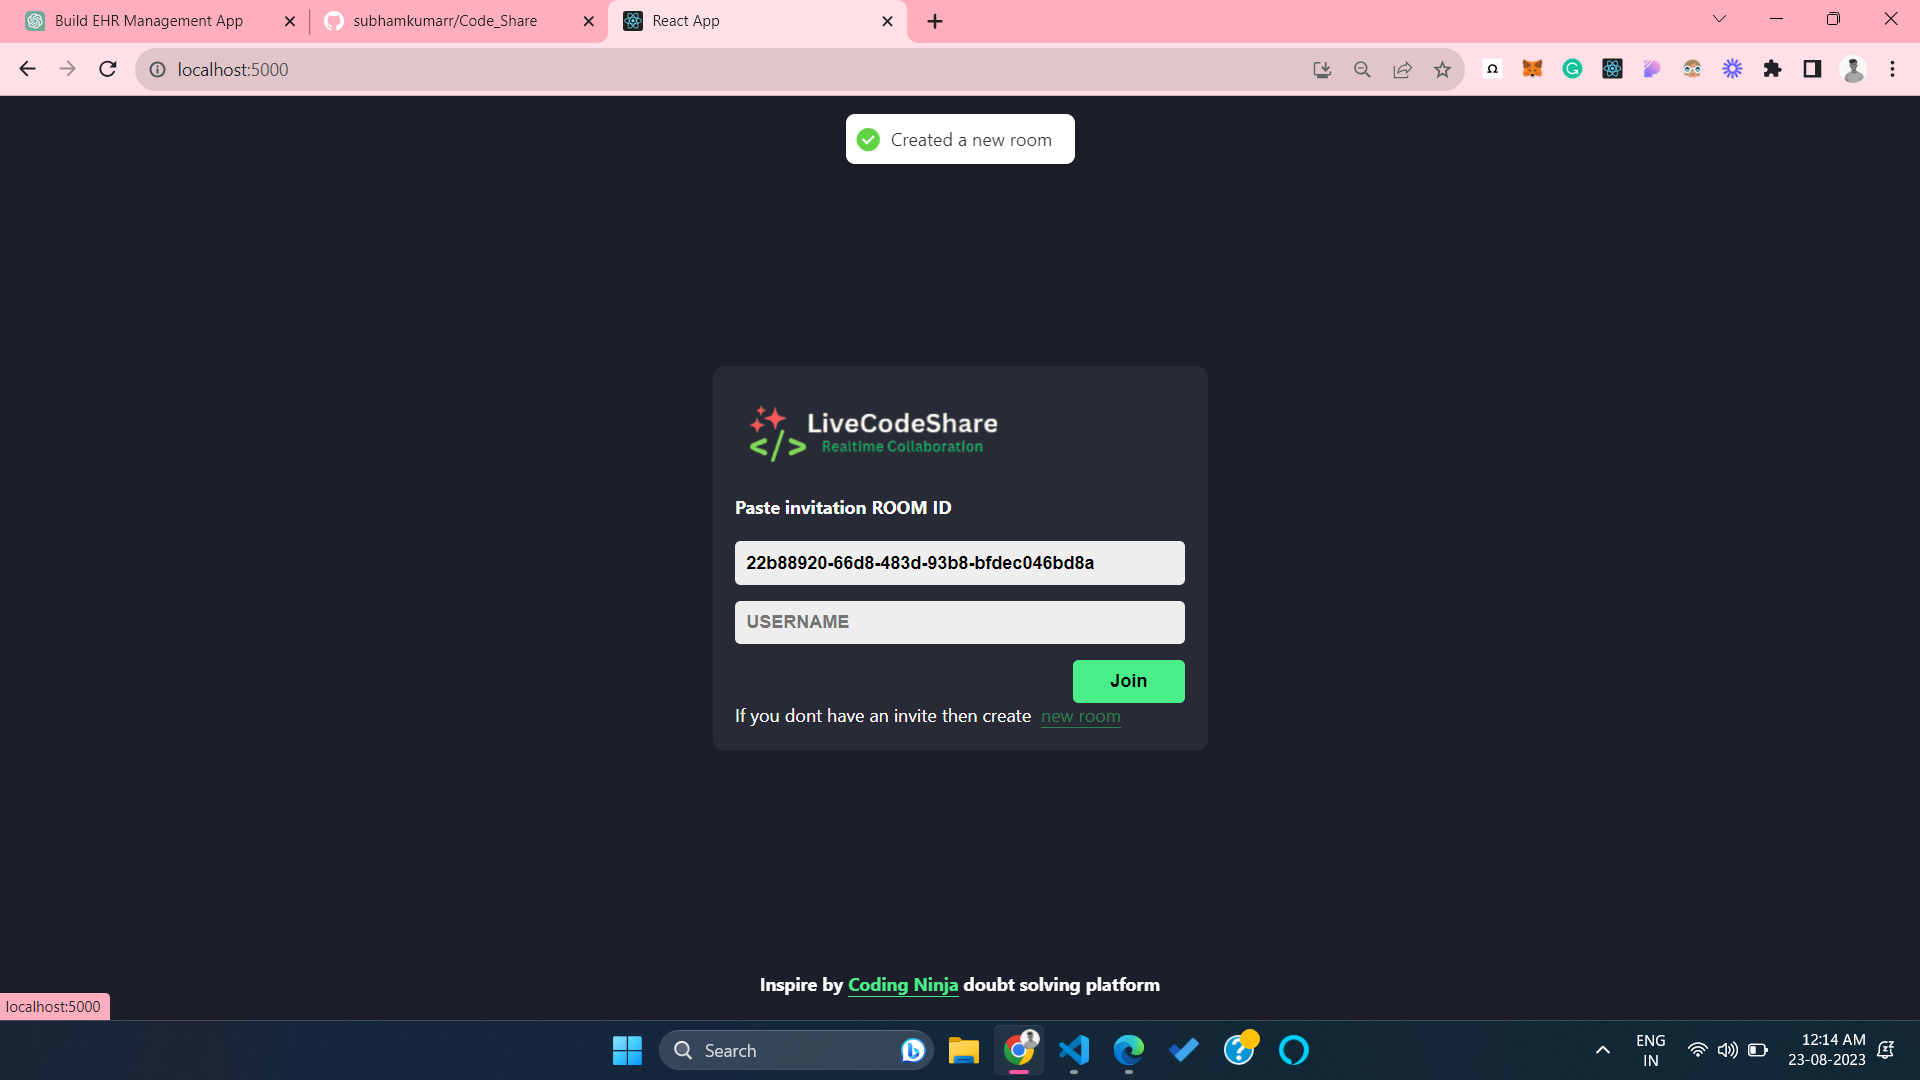 Build EHR Management App
subhamkumarr/Code_Share
React App
localhost:5000
Created a new room
LiveCodeShare
Realtime Collaboration
Paste invitation ROOM ID
22b88920-66d8-483d-93b8-bfdec046bd8a
USERNAME
Join
If you dont have an invite then create new room
Inspire by Coding Ninja doubt solving platform
localhost:5000
Search
ENG
IN
12:14 AM
23-08-2023